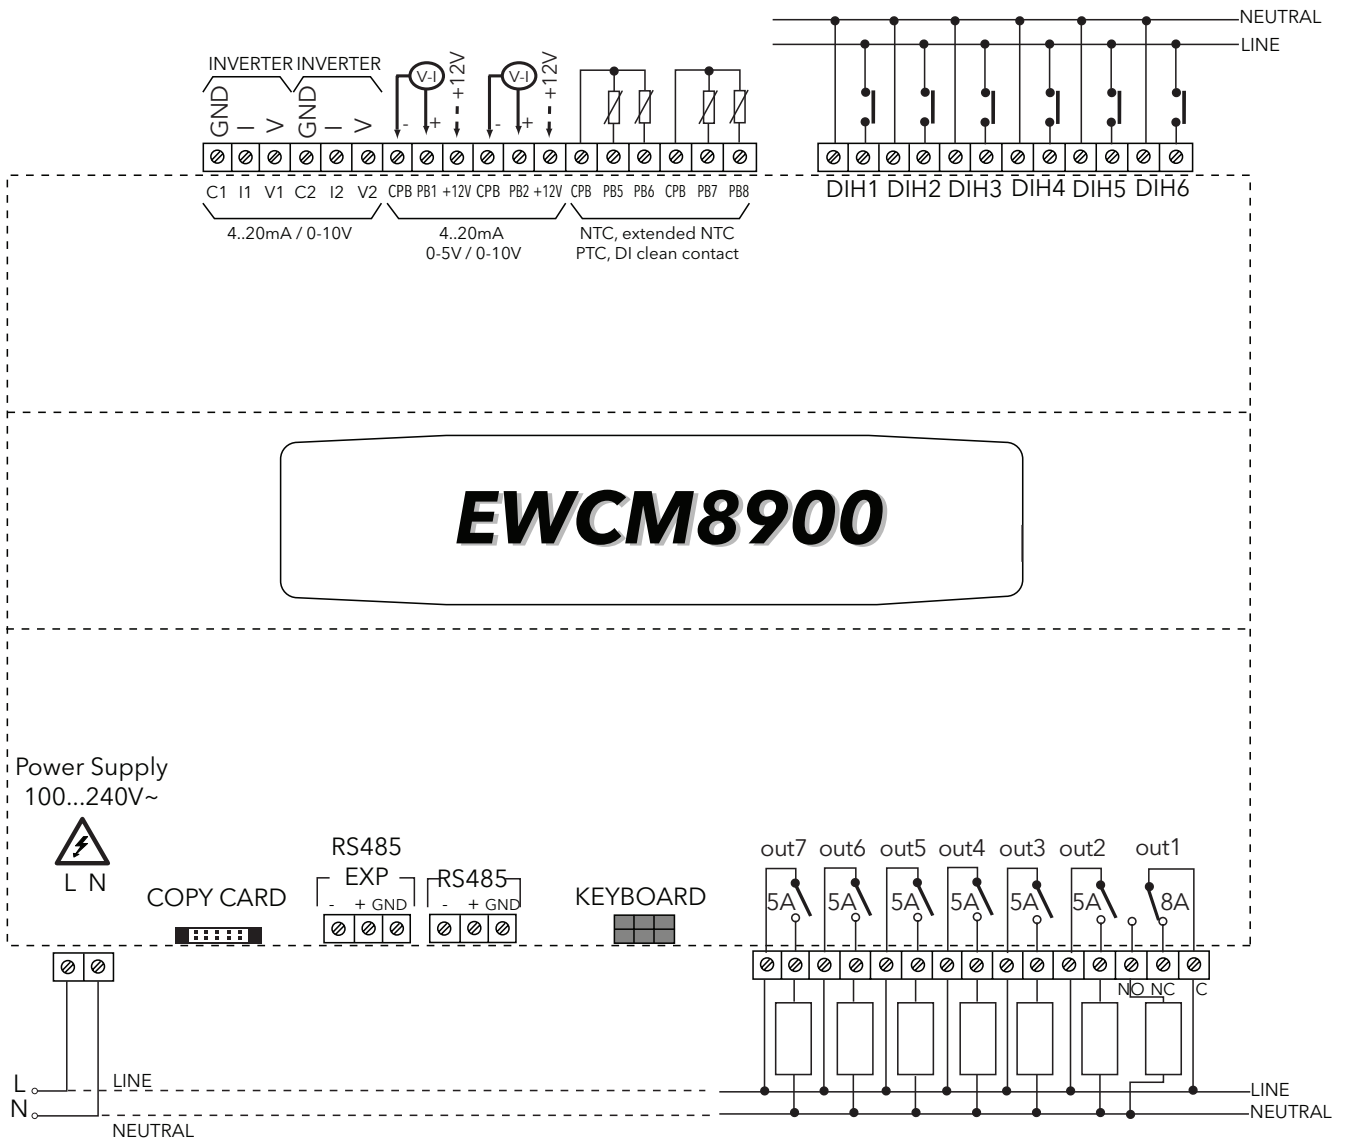 NEUTRAL
LINE
INVERTER INVERTER
GND I V GND I V
- V-I + +12V - V-I + +12V
C1 I1 V1 C2 I2 V2 CPB PB1 +12V CPB PB2 +12V CPB PB5 PB6 CPB PB7 PB8
DIH1 DIH2 DIH3 DIH4 DIH5 DIH6
4..20mA / 0-10V
4..20mA
0-5V / 0-10V
NTC, extended NTC
PTC, DI clean contact
EWCM8900
Power Supply
100...240V~
L N
COPY CARD
RS485
EXP
- + GND
RS485
- + GND
KEYBOARD
out7 out6 out5 out4 out3 out2 out1
5A 5A 5A 5A 5A 5A 8A
NO NC C
L
LINE
N
NEUTRAL
LINE
NEUTRAL